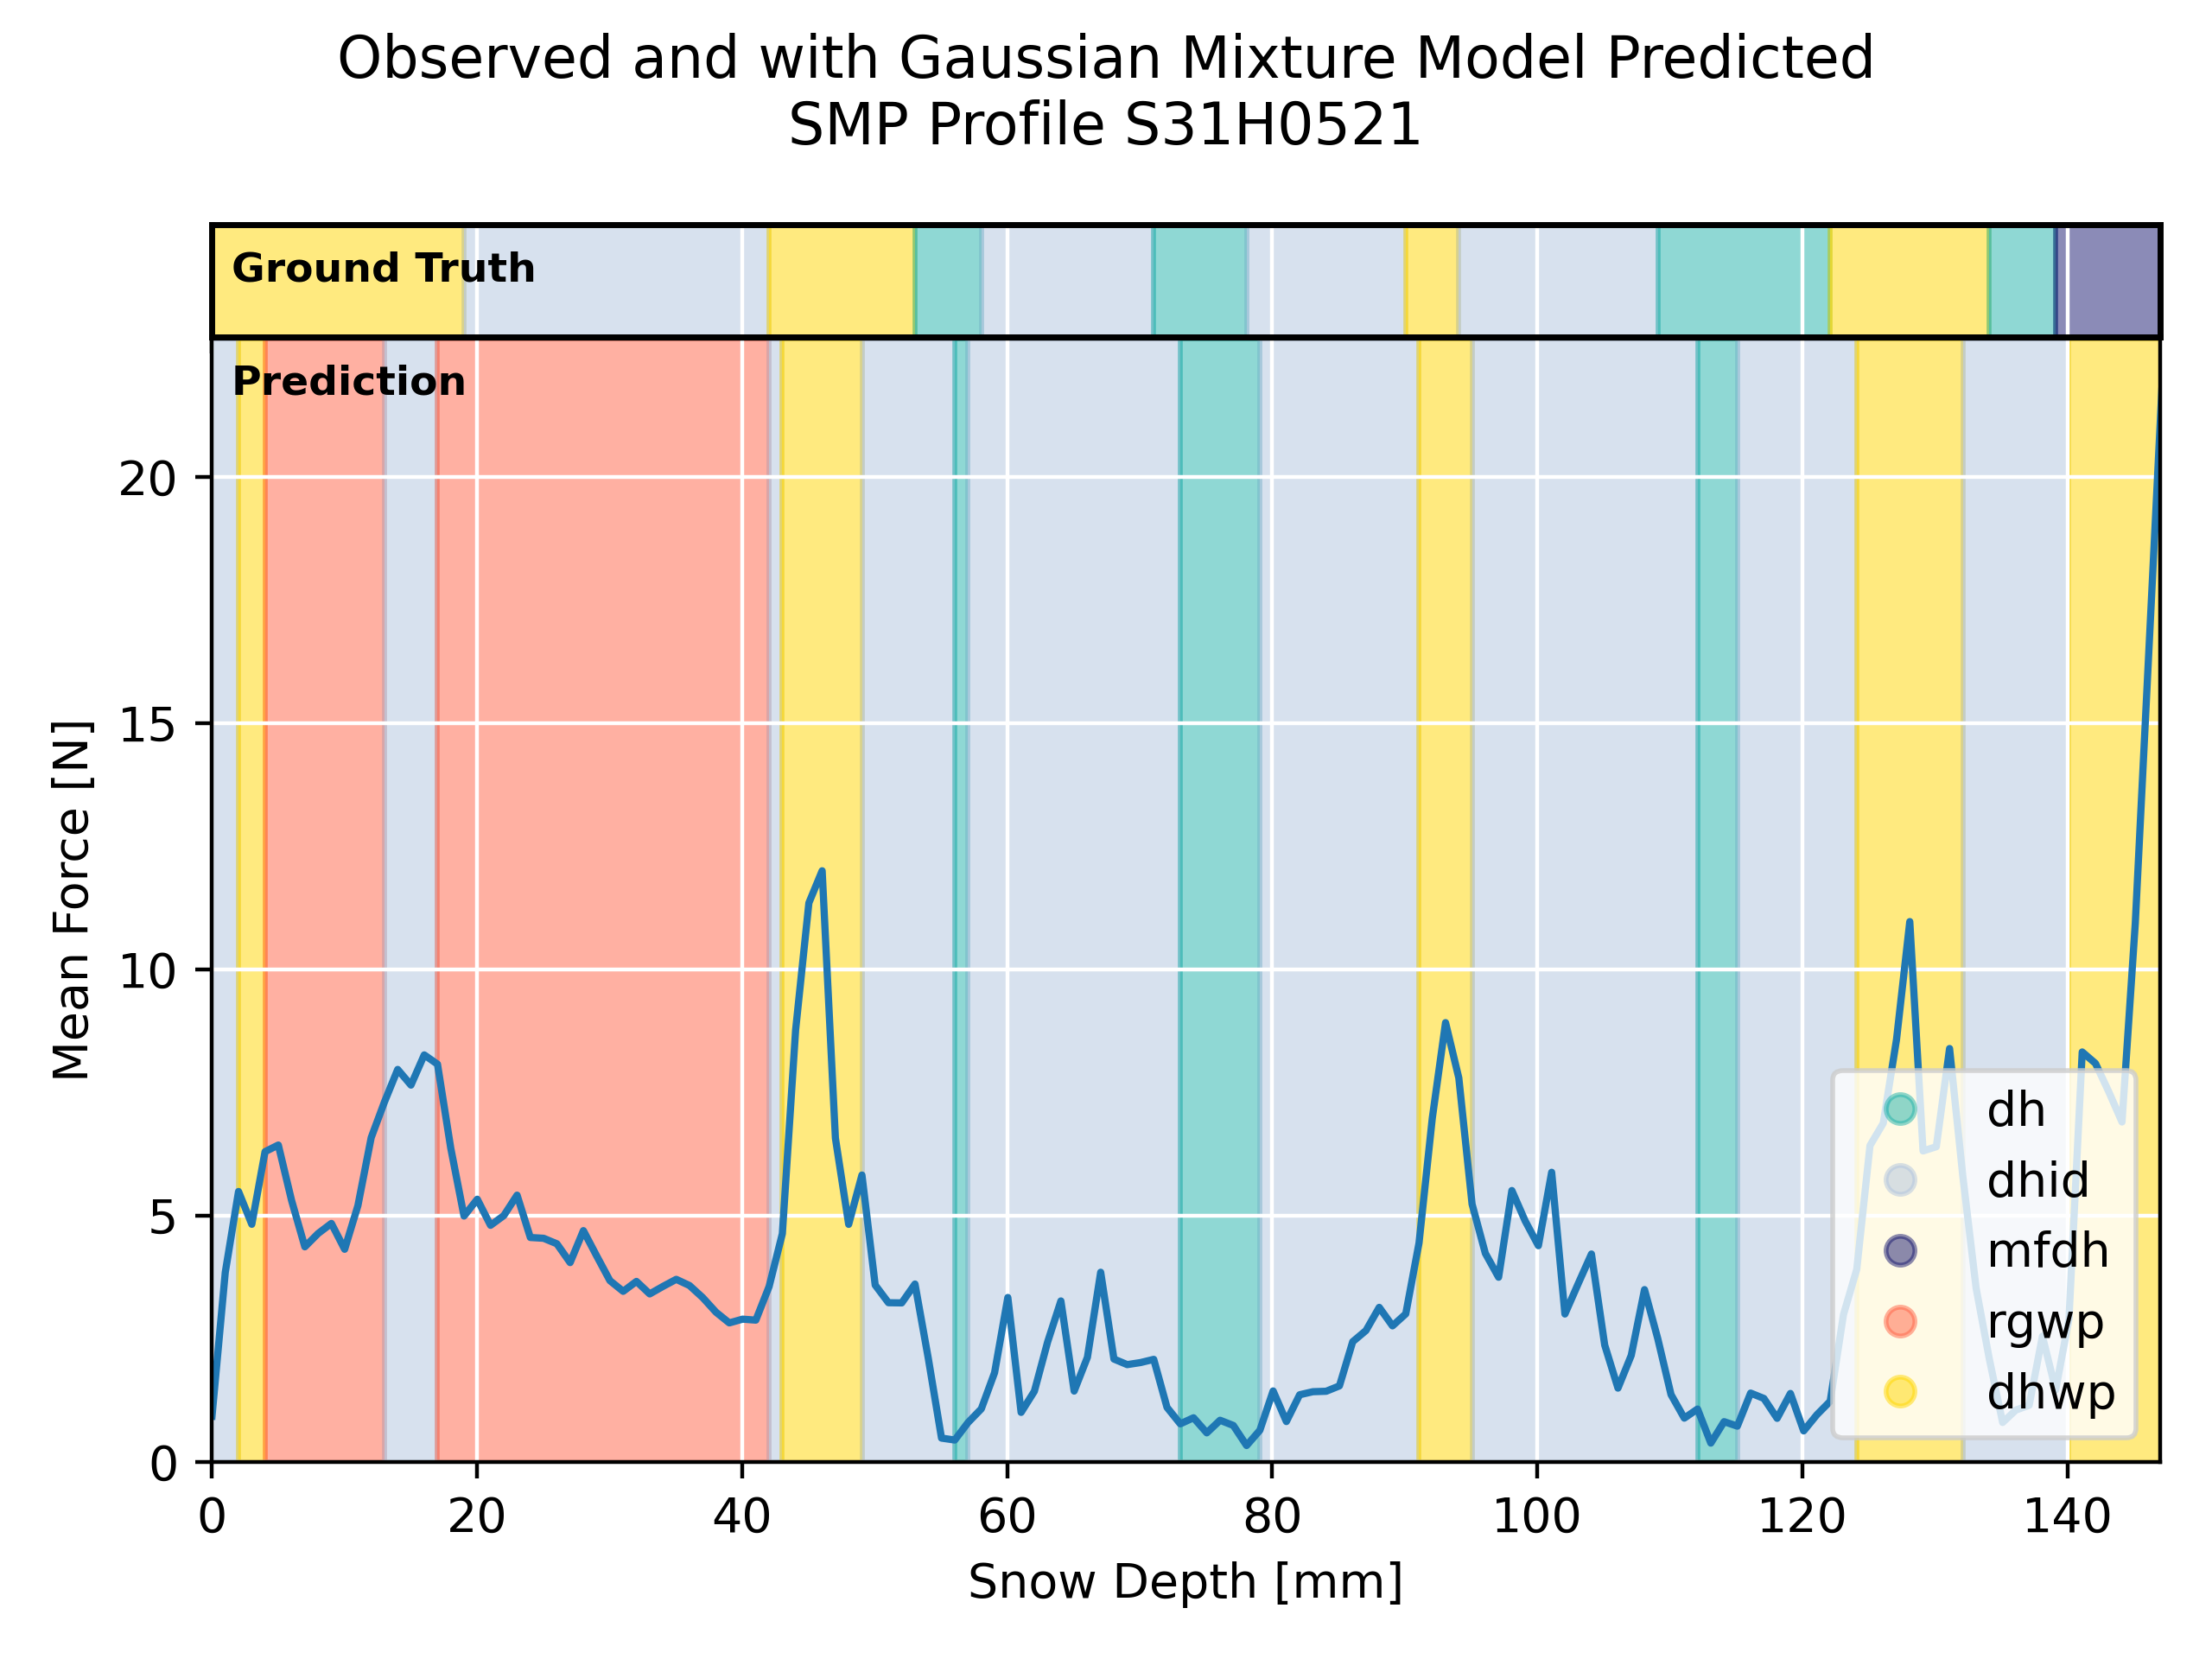 Observed and with Gaussian Mixture Model Predicted
SMP Profile S31H0521
Ground Truth
Prediction
20
15
10
5
0
Mean Force [N]
dh
dhid
mfdh
rgwp
dhwp
0 20 40 60 80 100 120 140
Snow Depth [mm]